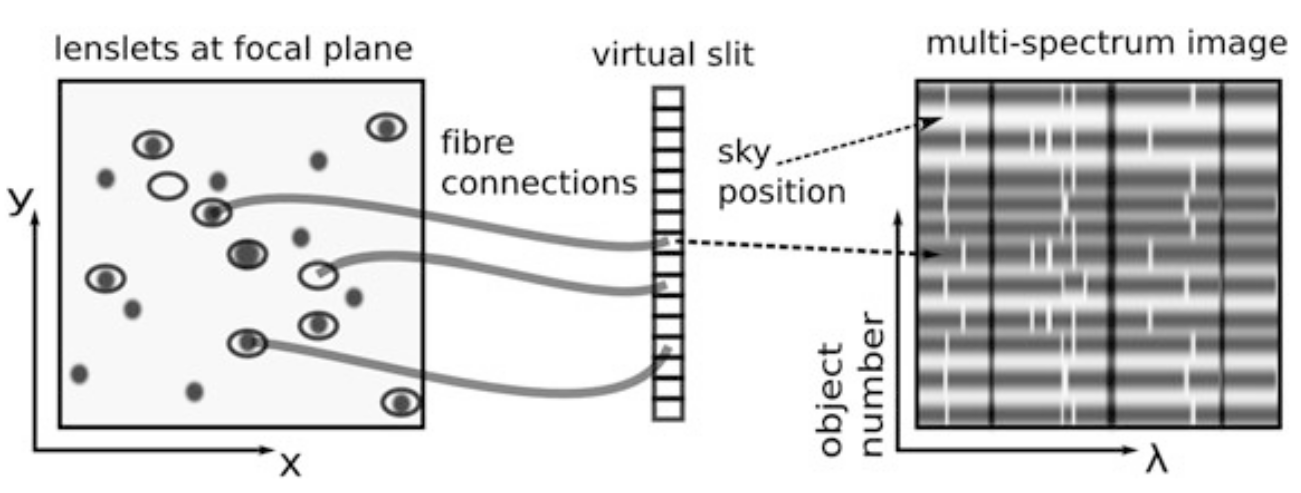 lenslets at focal plane
virtual slit
multi-spectrum image
fibre
connections
sky
position
y
x
object
number
λ